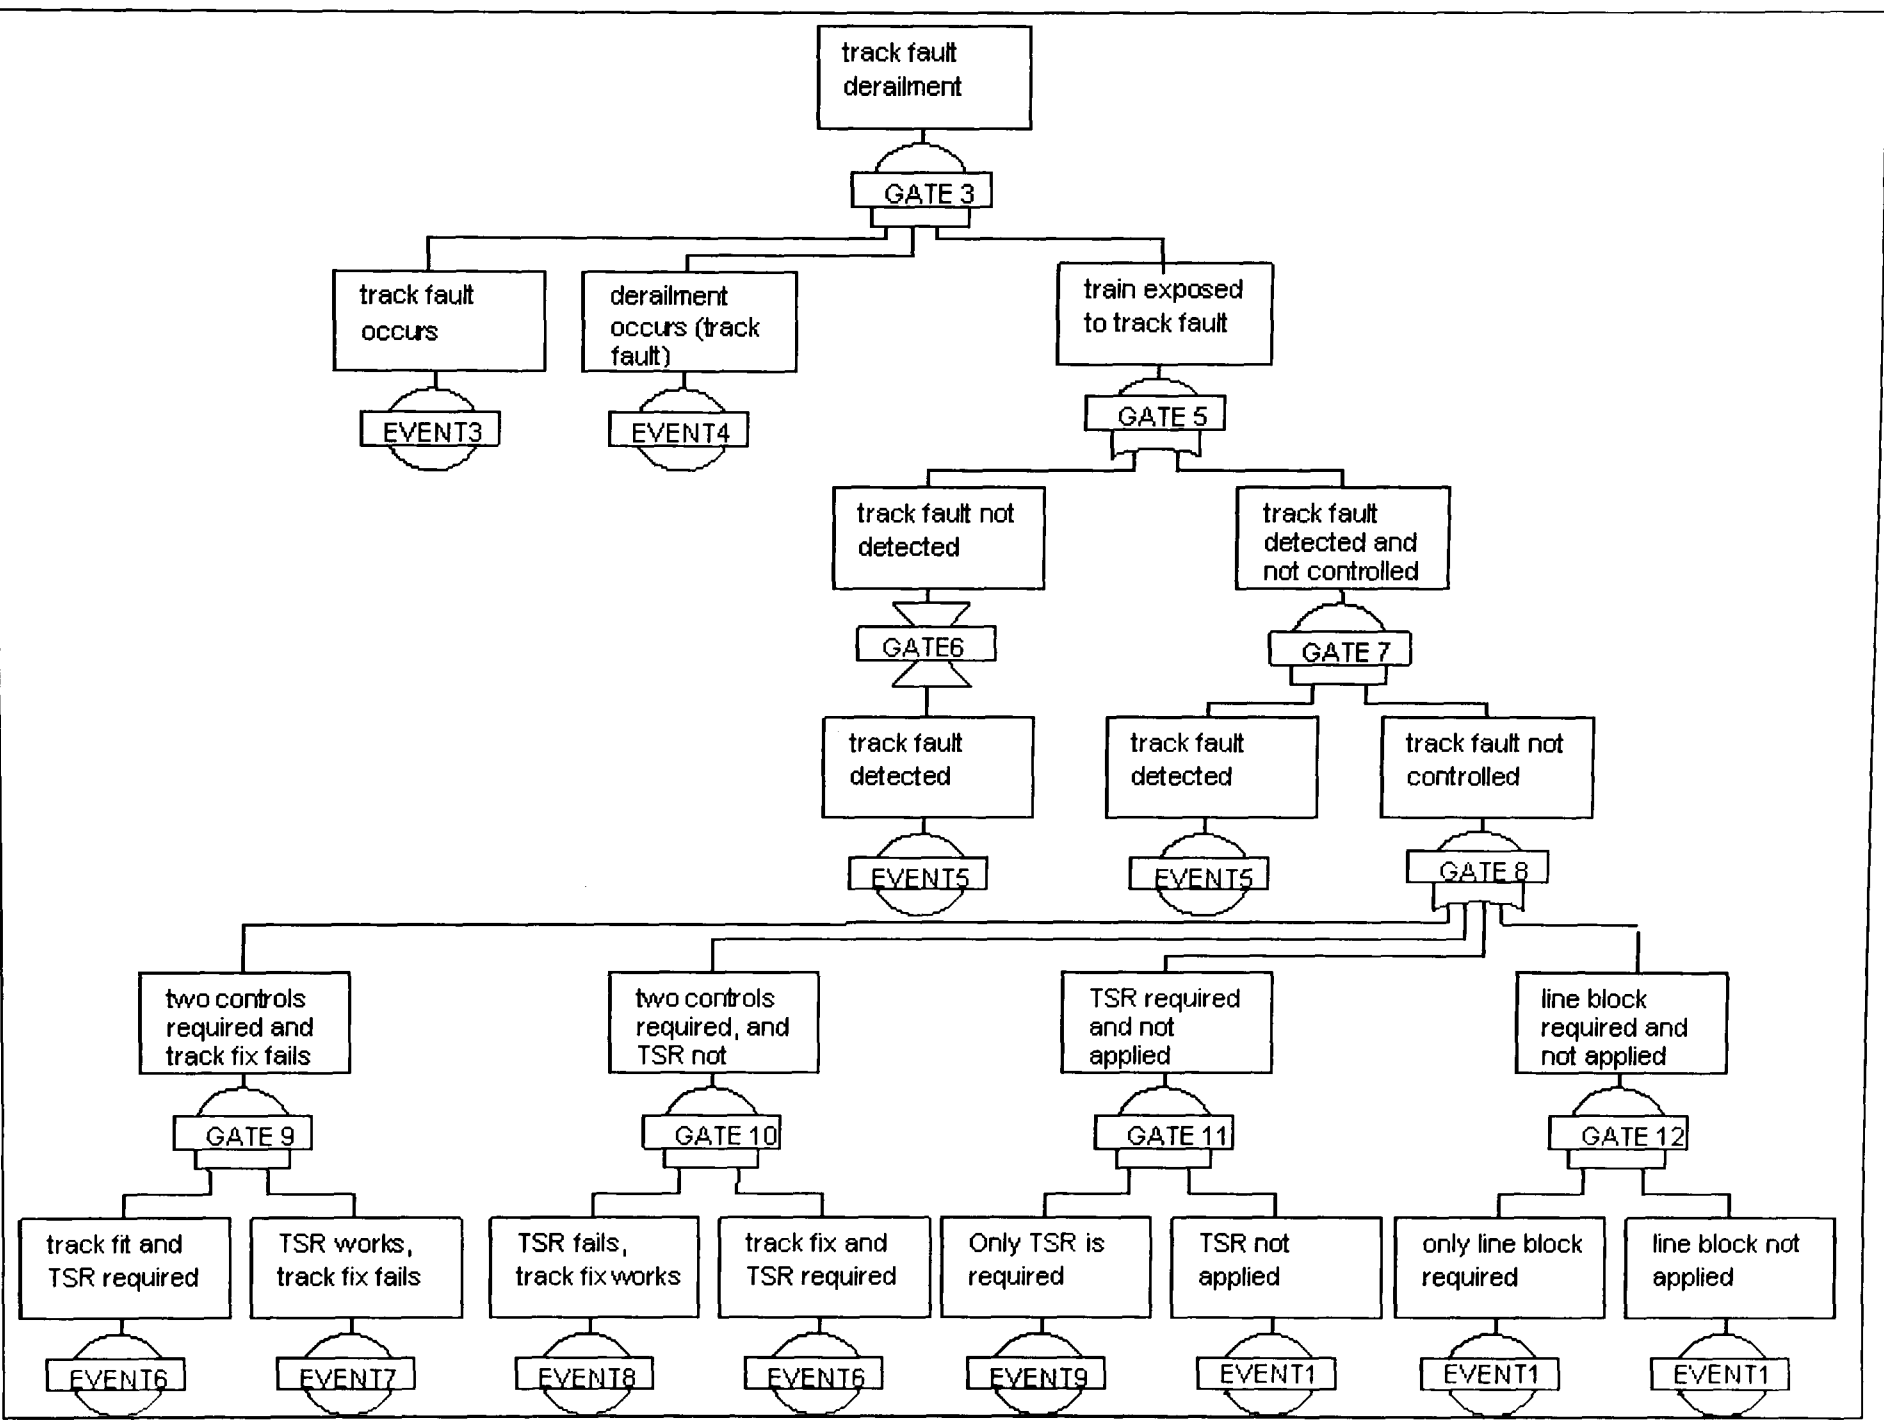 track fault
derailment
GATE 3
track fault
occurs
EVENT3
derailment
occurs (track
fault)
EVENT4
train exposed
to track fault
GATE 5
track fault not
detected
GATE6
track fault
detected and
not controlled
GATE 7
track fault
detected
EVENT5
track fault
detected
EVENT5
track fault not
controlled
GATE 8
two controls
required and
track fix fails
GATE 9
two controls
required, and
TSR not
GATE 10
TSR required
and not
applied
GATE 11
line block
required and
not applied
GATE 12
track fit and
TSR required
EVENT6
TSR works,
track fix fails
EVENT7
TSR fails,
track fix works
EVENT8
track fix and
TSR required
EVENT6
Only TSR is
required
EVENT9
TSR not
applied
EVENT1
only line block
required
EVENT1
line block not
applied
EVENT1